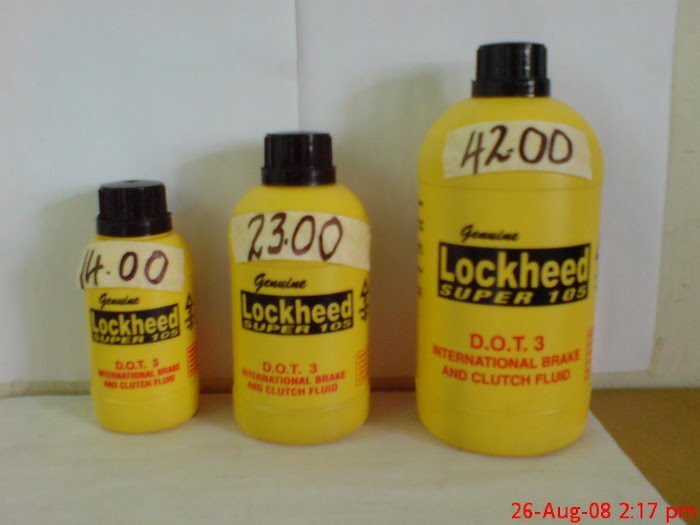 14.00
Genuine
Lockheed
SUPER 105
D.O.T. 3
INTERNATIONAL BRAKE
AND CLUTCH FLUID
23.00
Genuine
Lockheed
SUPER 105
D.O.T. 3
INTERNATIONAL BRAKE
AND CLUTCH FLUID
42.00
Genuine
Lockheed
SUPER 105
D.O.T. 3
INTERNATIONAL BRAKE
AND CLUTCH FLUID
26-Aug-08 2:17 pm